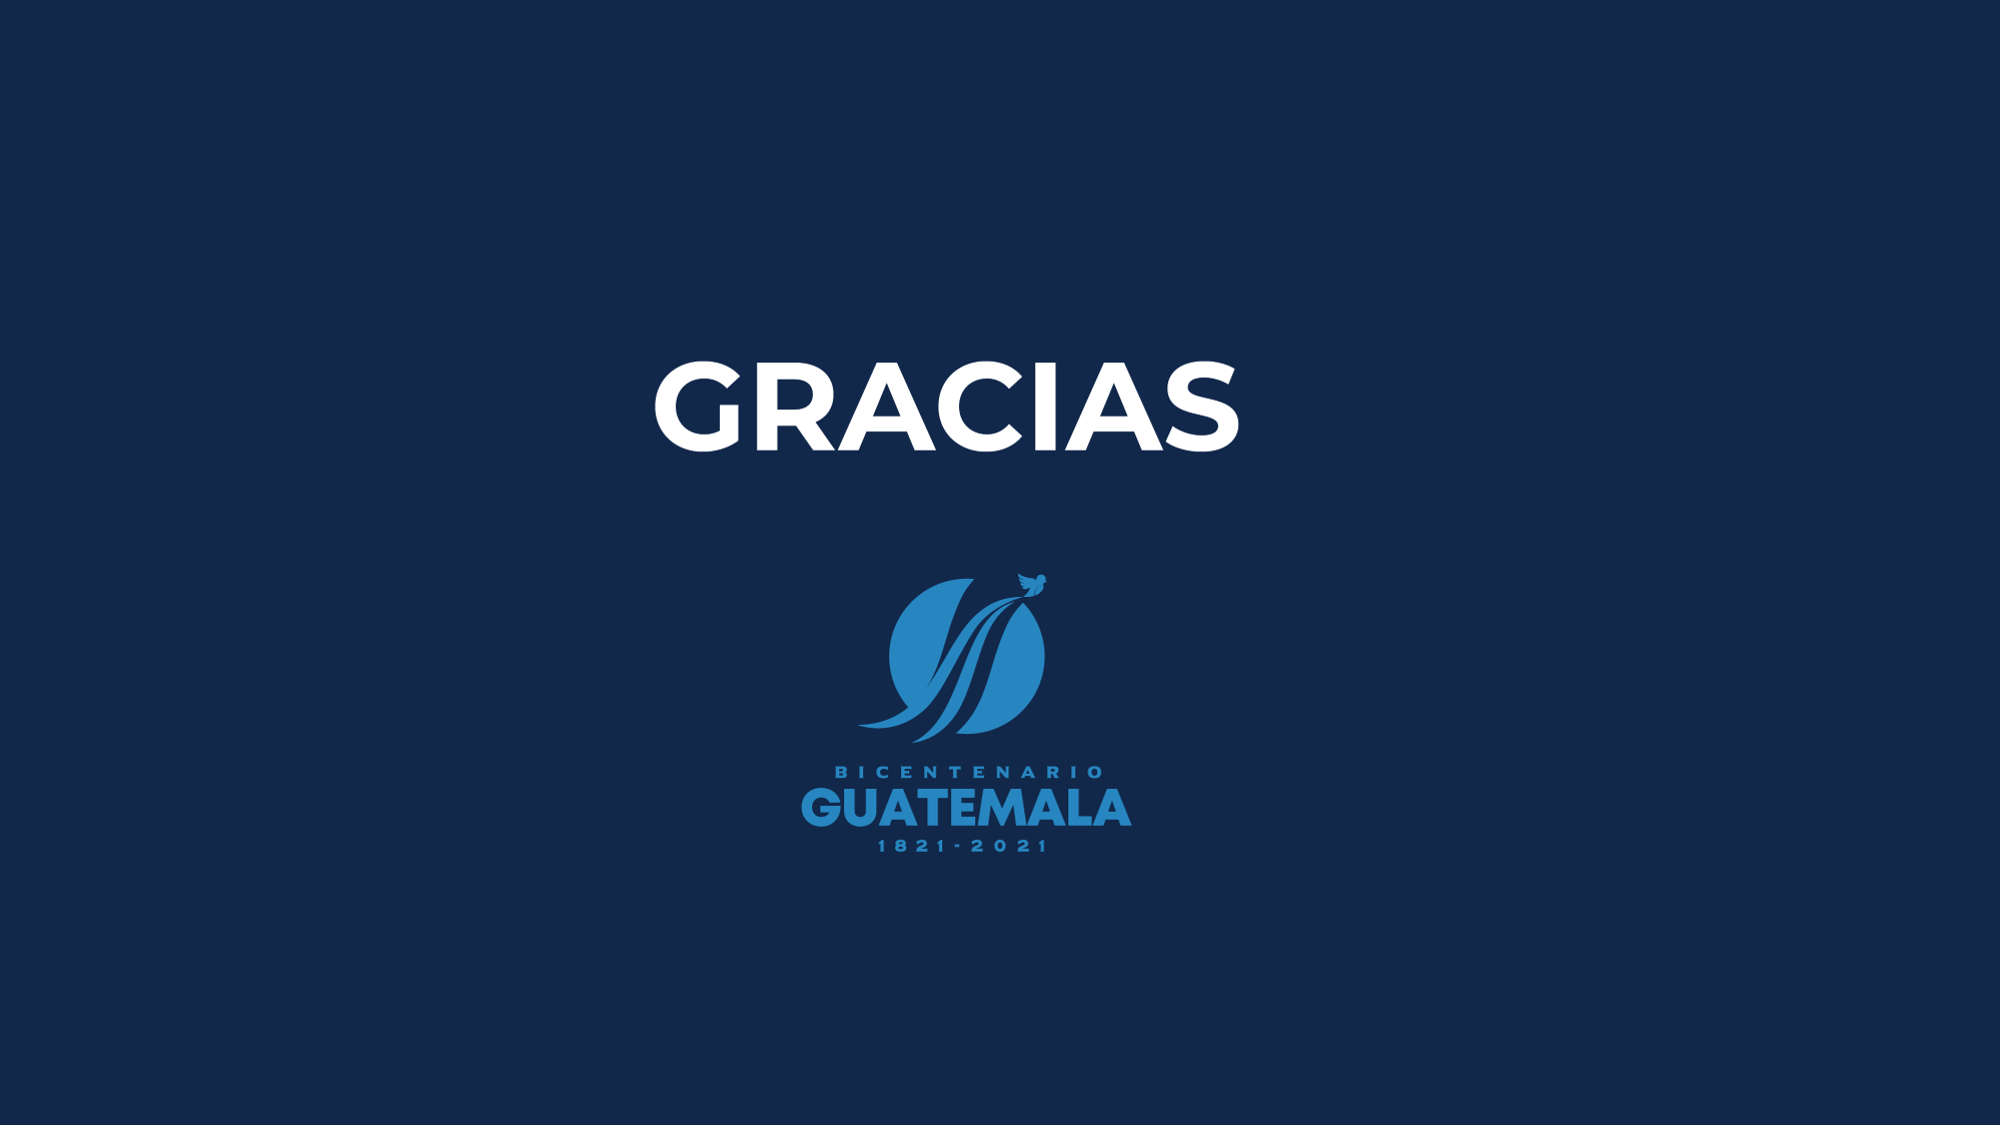 GRACIAS
BICENTENARIO
GUATEMALA
1821-2021